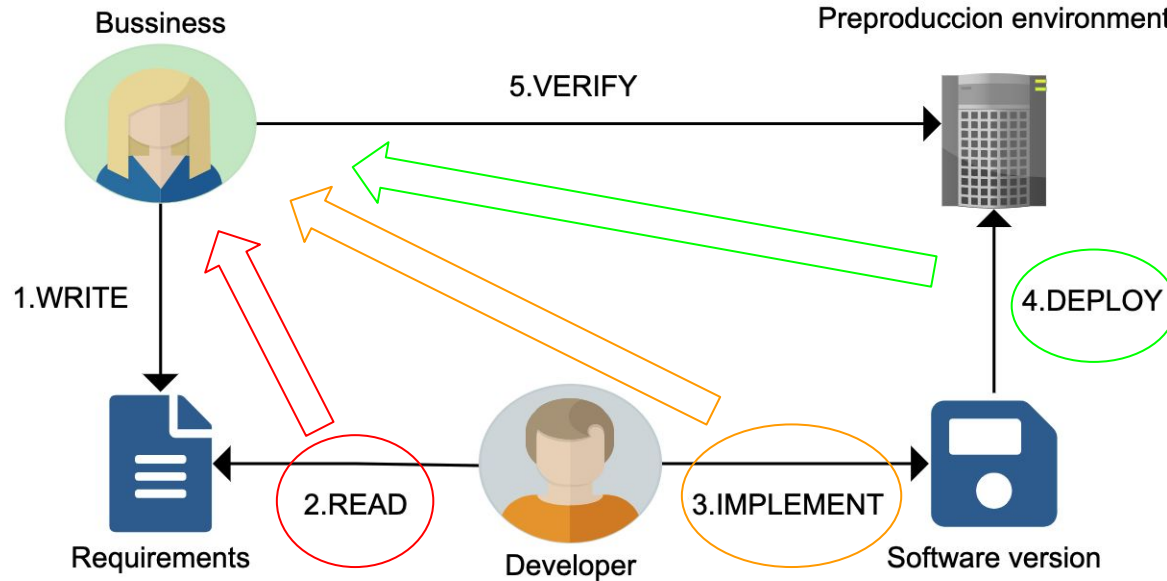 Bussiness
Preproduccion environment
5.VERIFY
1.WRITE
4.DEPLOY
2.READ
3.IMPLEMENT
Requirements
Developer
Software version